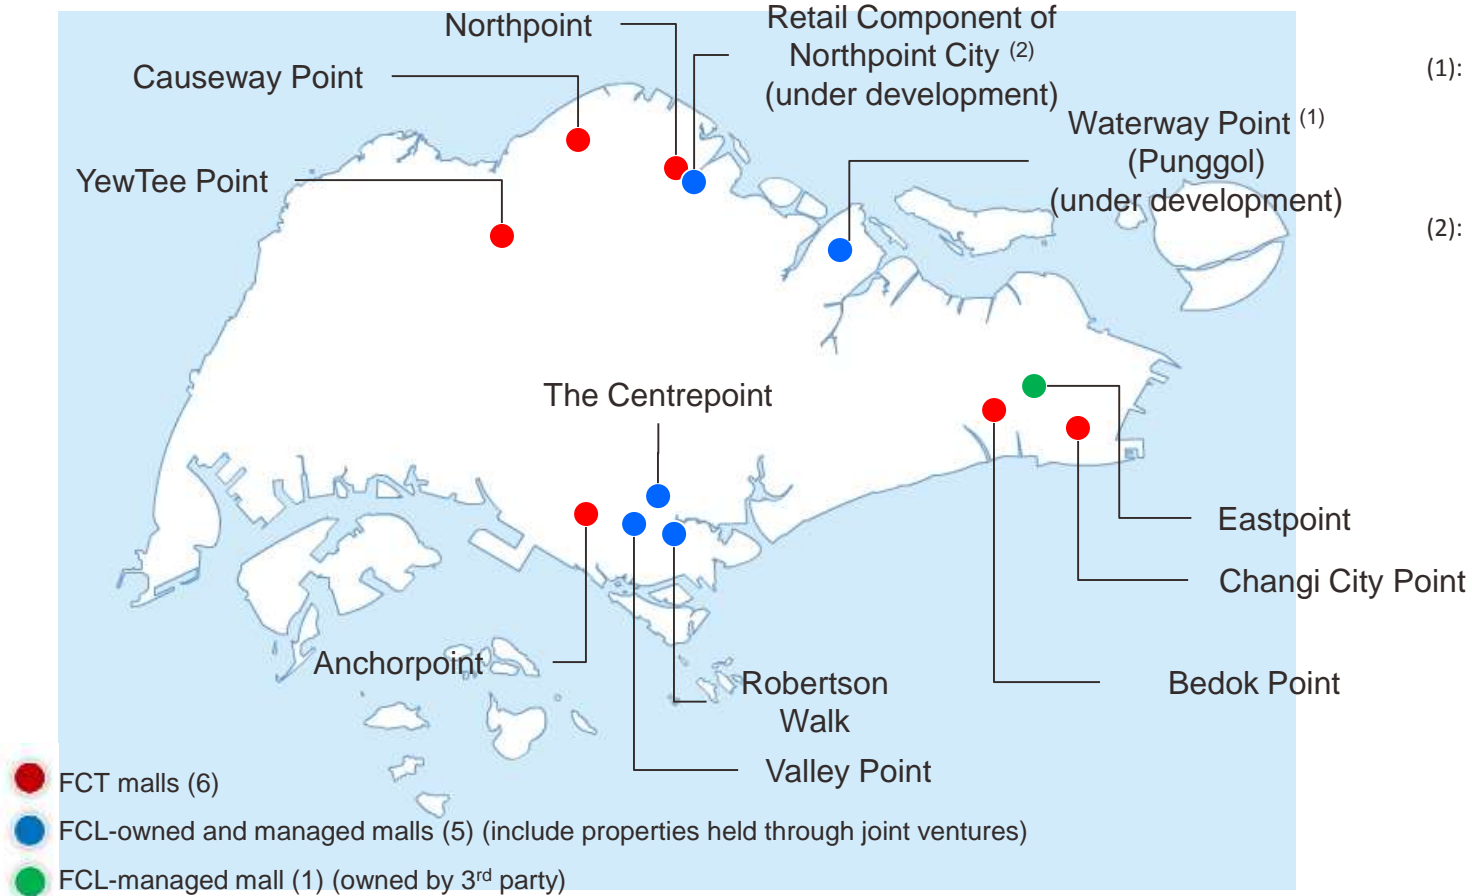 Northpoint
Retail Component of
Northpoint City (2)
(under development)
(1):
Causeway Point
Waterway Point (1)
(Punggol)
(under development)
YewTee Point
(2):
The Centrepoint
Eastpoint
Changi City Point
Anchorpoint
Robertson
Walk
Bedok Point
Valley Point
FCT malls (6)
FCL-owned and managed malls (5) (include properties held through joint ventures)
FCL-managed mall (1) (owned by 3rd party)